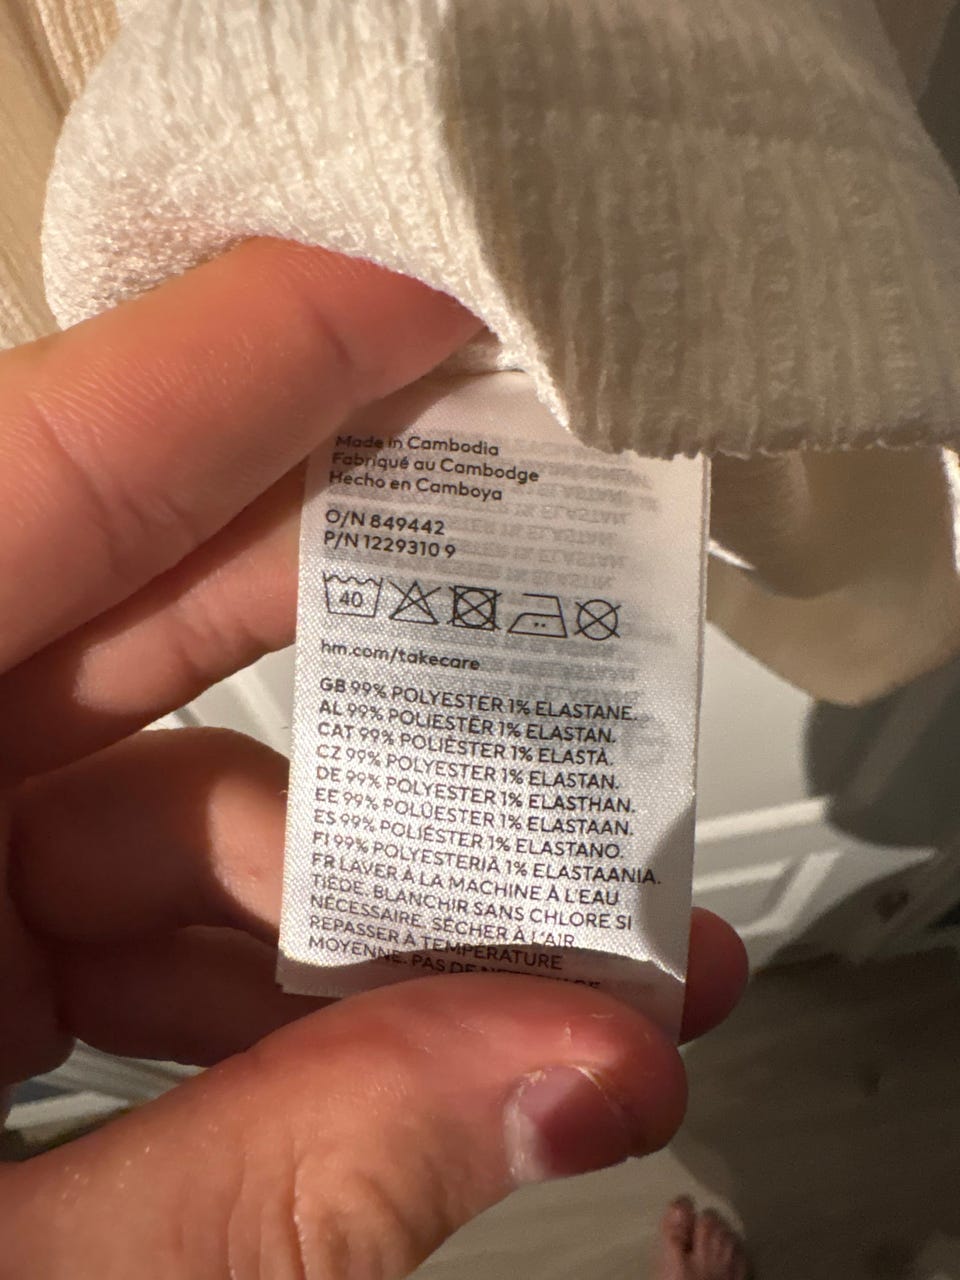 Made in Cambodia
Fabriqué au Cambodge
Hecho en Camboya
O/N 849442
P/N 1229310 9
40
hm.com/takecare
GB 99% POLYESTER 1% ELASTANE.
AL 99% POLIESTËR 1% ELASTAN.
CAT 99% POLIÈSTER 1% ELASTÀ.
CZ 99% POLYESTER 1% ELASTAN.
DE 99% POLYESTER 1% ELASTHAN.
EE 99% POLÜESTER 1% ELASTAAN.
ES 99% POLIÉSTER 1% ELASTANO.
FI 99% POLYESTERIÄ 1% ELASTAANIA.
FR LAVER À LA MACHINE À L'EAU
TIÈDE. BLANCHIR SANS CHLORE SI
NÉCESSAIRE. SÉCHER À L'AIR.
REPASSER À TEMPÉRATURE
MOYENNE. PAS DE